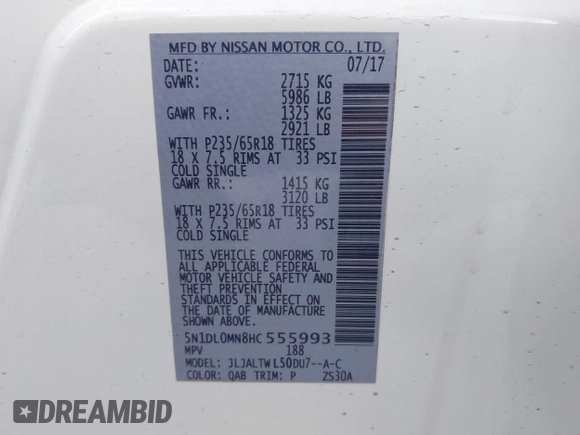 MFD BY NISSAN MOTOR CO., LTD.
DATE: 07/17
GVWR: 2715 KG
5986 LB
GAWR FR.: 1325 KG
2921 LB
WITH P235/65R18 TIRES
18 X 7.5 RIMS AT 33 PSI
COLD SINGLE
GAWR RR.: 1415 KG
3120 LB
WITH P235/65R18 TIRES
18 X 7.5 RIMS AT 33 PSI
COLD SINGLE
THIS VEHICLE CONFORMS TO
ALL APPLICABLE FEDERAL
MOTOR VEHICLE SAFETY AND
THEFT PREVENTION
STANDARDS IN EFFECT ON
THE DATE OF MANUFACTURE
SHOWN ABOVE.
5N1DL0MN8HC555993
MPV 188
MODEL: JLJALTWL50DU7--A-C
COLOR: QAB TRIM: P ZS30A
FREEDAMBID
FREEDAMBID